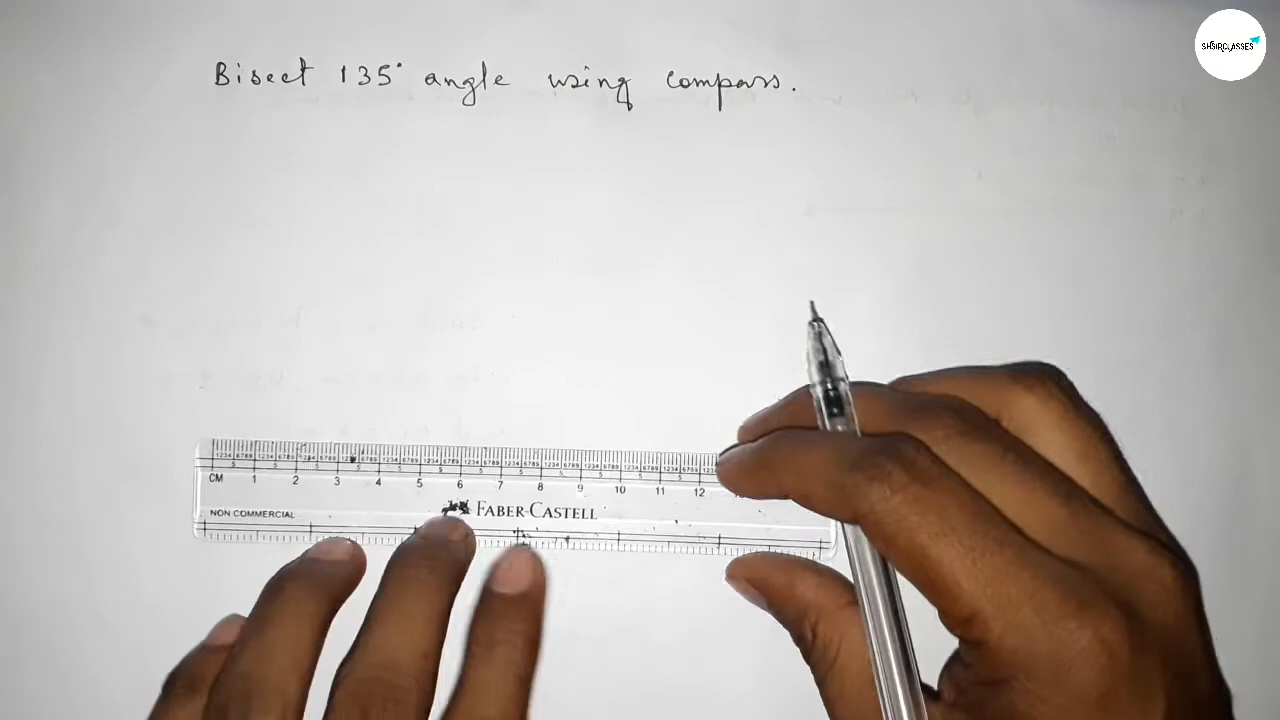 SHSIRCLASSES
Bisect 135° angle using compass.
CM 1 2 3 4 5 6 7 8 9 10 11 12
FABER-CASTELL
NON COMMERCIAL